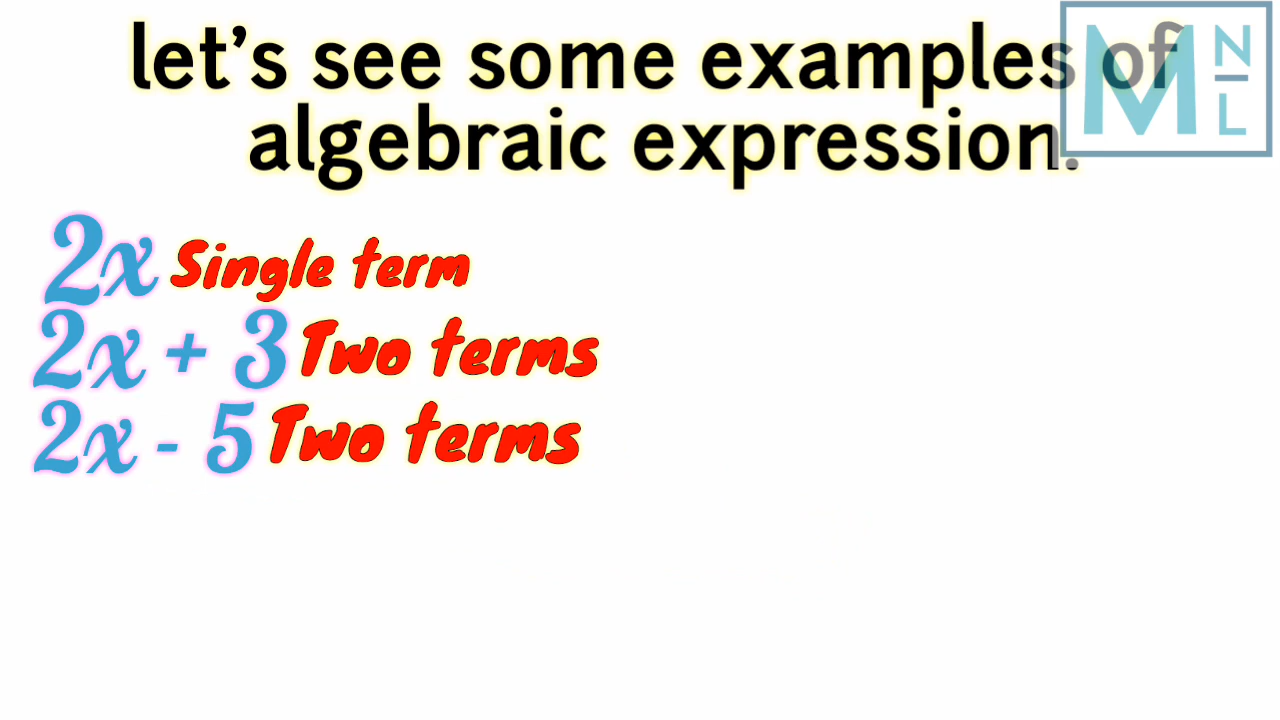 let’s see some examples of
algebraic expression.
M N L
2x Single term
2x + 3 Two terms
2x - 5 Two terms